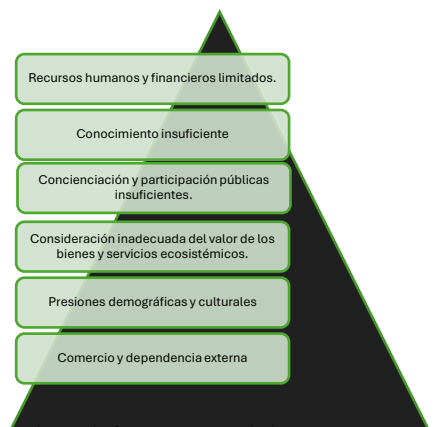 Recursos humanos y financieros limitados.
Conocimiento insuficiente
Concienciación y participación públicas
insuficientes.
Consideración inadecuada del valor de los
bienes y servicios ecosistémicos.
Presiones demográficas y culturales
Comercio y dependencia externa